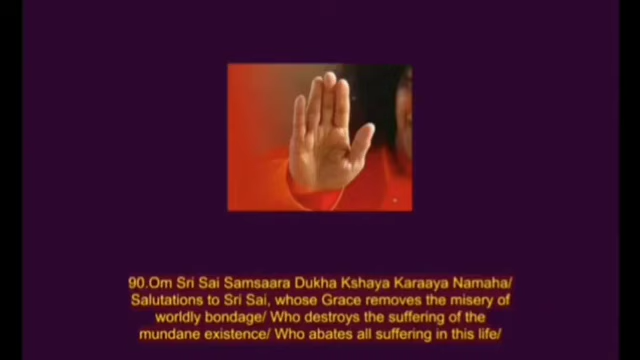 90.Om Sri Sai Samsaara Dukha Kshaya Karaaya Namaha/
Salutations to Sri Sai, whose Grace removes the misery of
worldly bondage/ Who destroys the suffering of the
mundane existence/ Who abates all suffering in this life/